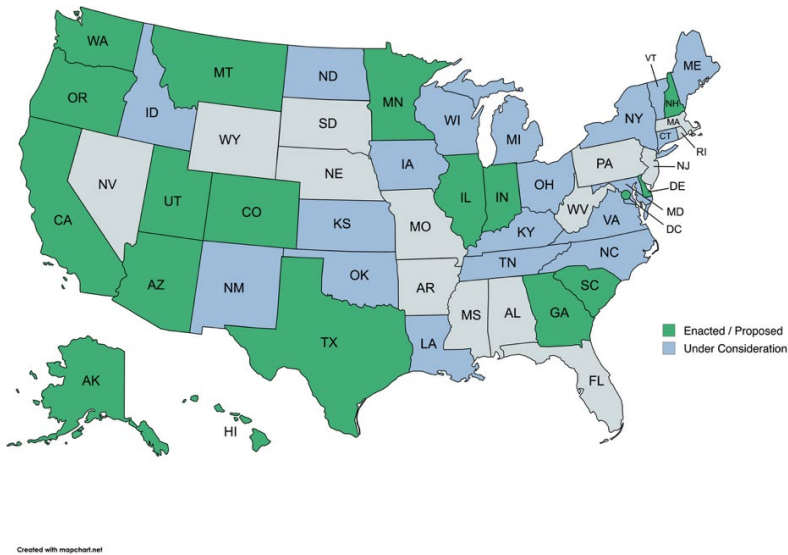 WA
MT
ND
MN
VT
ME
OR
ID
WY
SD
WI
MI
NY
NH
MA
CT
RI
NV
UT
CO
NE
IA
IL
IN
OH
PA
NJ
DE
MD
DC
CA
KS
MO
KY
WV
VA
AZ
NM
OK
AR
TN
NC
SC
TX
LA
MS
AL
GA
FL
AK
HI
Enacted / Proposed
Under Consideration
Created with mapchart.net